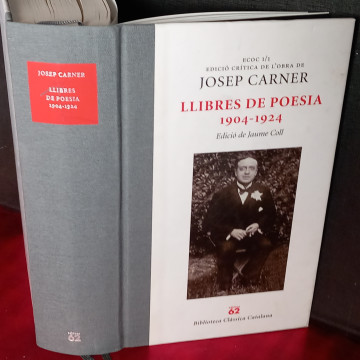 JOSEP CARNER
LLIBRES
DE POESIA
1904-1924
ECOC I/1
EDICIÓ CRÍTICA DE L'OBRA DE
JOSEP CARNER
LLIBRES DE POESIA
1904-1924
Edició de Jaume Coll
62
Biblioteca Clàssica Catalana
62